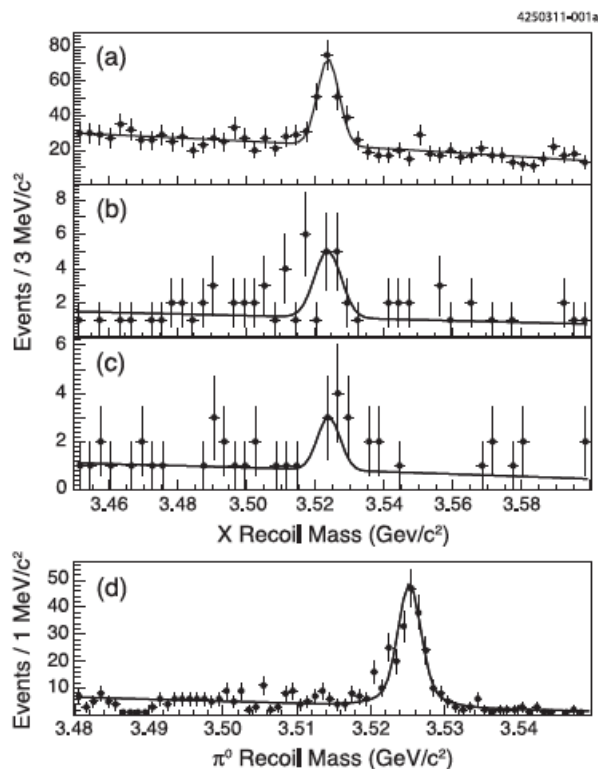 4250311-001a
(a)
80
60
40
20
(b)
8
6
4
2
(c)
6
4
2
0
Events / 3 MeV/c²
3.46 3.48 3.50 3.52 3.54 3.56 3.58
X Recoil Mass (Gev/c²)
(d)
50
40
30
20
10
Events / 1 MeV/c²
3.48 3.49 3.50 3.51 3.52 3.53 3.54
π⁰ Recoil Mass (GeV/c²)